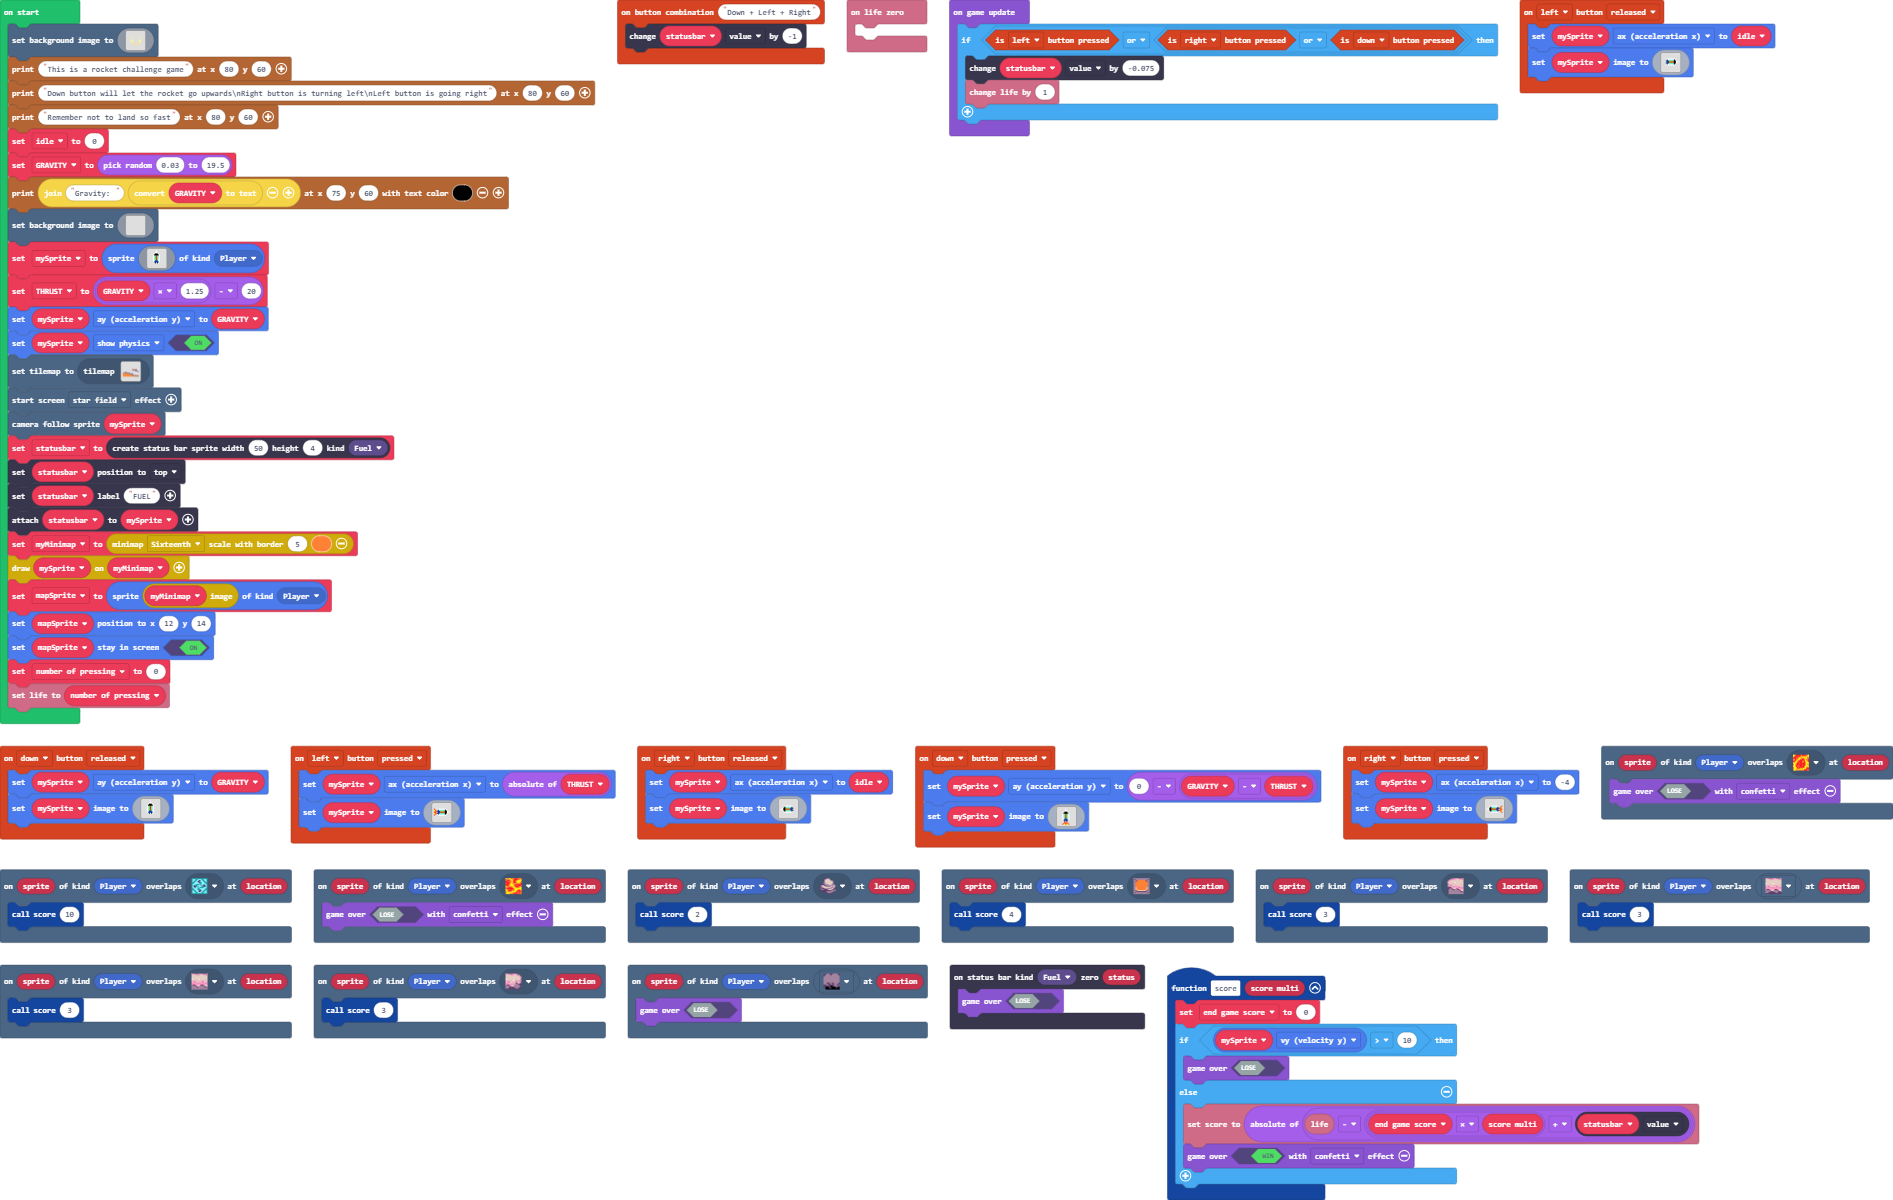 on start
set background image to
print "This is a rocket challenge game" at x 80 y 60
print "Down button will let the rocket go upwards\nRight button is turning left\nLeft button is going right" at x 80 y 60
print "Remember not to land so fast" at x 80 y 60
set idle to 0
set GRAVITY to pick random 0.03 to 19.5
print join "Gravity: " convert GRAVITY to text at x 75 y 60 with text color
set background image to
set mySprite to sprite of kind Player
set THRUST to GRAVITY × 1.25 - 20
set mySprite ay (acceleration y) to GRAVITY
set mySprite show physics ON
set tilemap to tilemap
start screen star field effect
camera follow sprite mySprite
set statusbar to create status bar sprite width 50 height 4 kind Fuel
set statusbar position to top
set statusbar label "FUEL"
attach statusbar to mySprite
set myMinimap to minimap Sixteenth scale with border 5
draw mySprite on myMinimap
set mapSprite to sprite myMinimap image of kind Player
set mapSprite position to x 12 y 14
set mapSprite stay in screen ON
set number of pressing to 0
set life to number of pressing
on button combination "Down + Left + Right"
change statusbar value by -1
on life zero
on game update
if is left button pressed or is right button pressed or is down button pressed then
change statusbar value by -0.075
change life by 1
on left button released
set mySprite ax (acceleration x) to idle
set mySprite image to
on down button released
set mySprite ay (acceleration y) to GRAVITY
set mySprite image to
on left button pressed
set mySprite ax (acceleration x) to absolute of THRUST
set mySprite image to
on right button released
set mySprite ax (acceleration x) to idle
set mySprite image to
on down button pressed
set mySprite ay (acceleration y) to 0 - GRAVITY - THRUST
set mySprite image to
on right button pressed
set mySprite ax (acceleration x) to -4
set mySprite image to
on sprite of kind Player overlaps at location
game over LOSE with confetti effect
on sprite of kind Player overlaps at location
call score 10
on sprite of kind Player overlaps at location
game over LOSE with confetti effect
on sprite of kind Player overlaps at location
call score 2
on sprite of kind Player overlaps at location
call score 4
on sprite of kind Player overlaps at location
call score 3
on sprite of kind Player overlaps at location
call score 3
on sprite of kind Player overlaps at location
call score 3
on sprite of kind Player overlaps at location
call score 3
on sprite of kind Player overlaps at location
game over LOSE
on status bar kind Fuel zero status
game over LOSE
function score score multi
set end game score to 0
if mySprite vy (velocity y) > 10 then
game over LOSE
else
set score to absolute of life - end game score × score multi + statusbar value
game over WIN with confetti effect